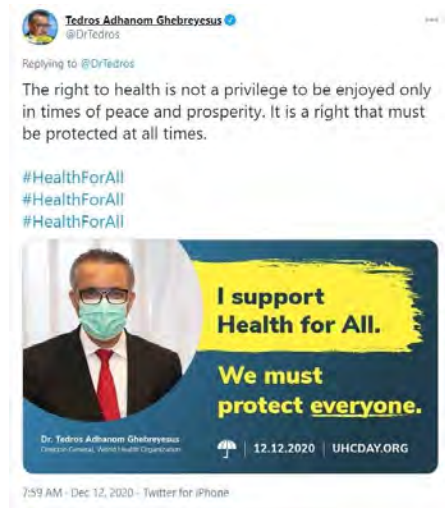 Tedros Adhanom Ghebreyesus
@DrTedros
Replying to @DrTedros
The right to health is not a privilege to be enjoyed only
in times of peace and prosperity. It is a right that must
be protected at all times.
#HealthForAll
#HealthForAll
#HealthForAll
I support
Health for All.
We must
protect everyone.
Dr. Tedros Adhanom Ghebreyesus
Director General, World Health Organization
12.12.2020 | UHCDAY.ORG
7:59 AM · Dec 12, 2020 · Twitter for iPhone